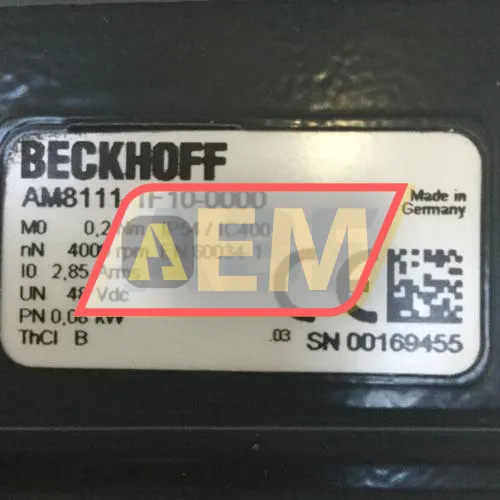 BECKHOFF
AM8111-1F10-0000
Made in
Germany
M0 0,2 Nm IP54 / IC400
nN 4000 rpm EN 60034-1
I0 2,85 Arms
UN 48 Vdc
PN 0,08 kW
ThCl B
.03 SN 00169455
CE
AEM